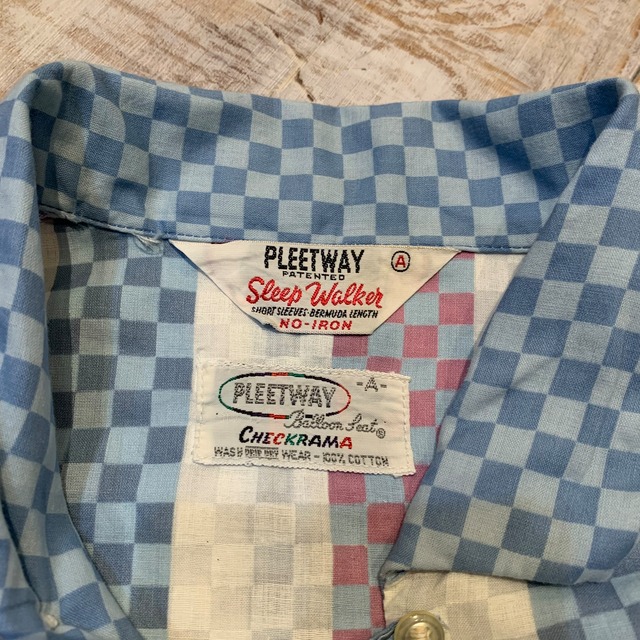 PLEETWAY Ⓐ
PATENTED
Sleep Walker
SHORT SLEEVES-BERMUDA LENGTH
NO-IRON
PLEETWAY -A-
Balloon Seat ©
CHECKRAMA
WASH DRIP DRY WEAR - 100% COTTON